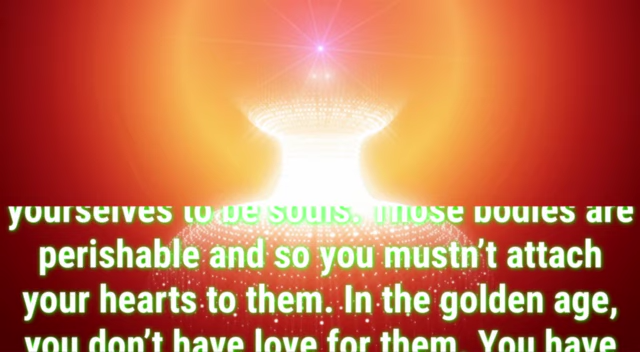 yourselves to be souls. Those bodies are
perishable and so you mustn't attach
your hearts to them. In the golden age,
you don't have love for them. You have